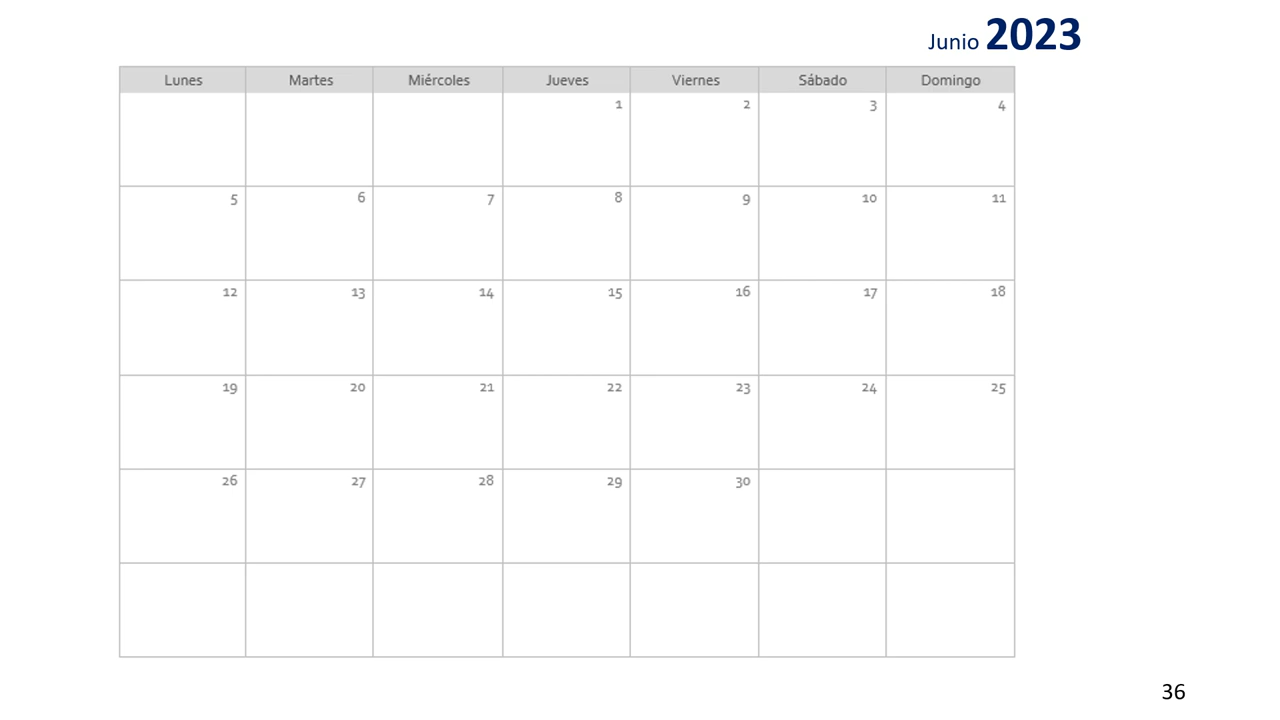 Junio 2023
Lunes Martes Miércoles Jueves Viernes Sábado Domingo
1 2 3 4
5 6 7 8 9 10 11
12 13 14 15 16 17 18
19 20 21 22 23 24 25
26 27 28 29 30
36